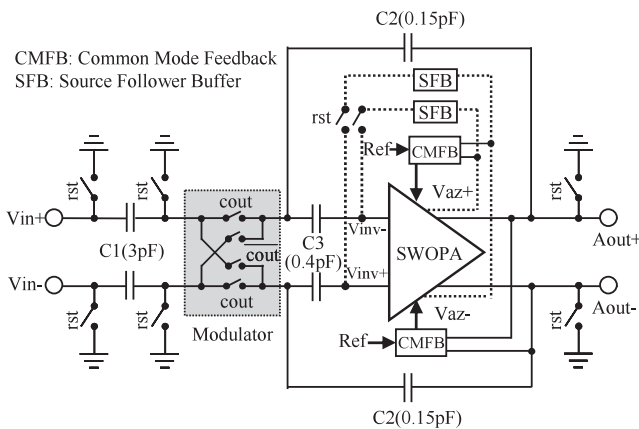 C2(0.15pF)
CMFB: Common Mode Feedback
SFB: Source Follower Buffer
SFB
SFB
rst
Ref
CMFB
rst
rst
rst
Vaz+
cout
Vin+
C1(3pF)
C3
(0.4pF)
Vinv-
SWOPA
Aout+
cout
Vin-
cout
Vinv+
Aout-
rst
rst
Modulator
Vaz-
rst
Ref
CMFB
C2(0.15pF)